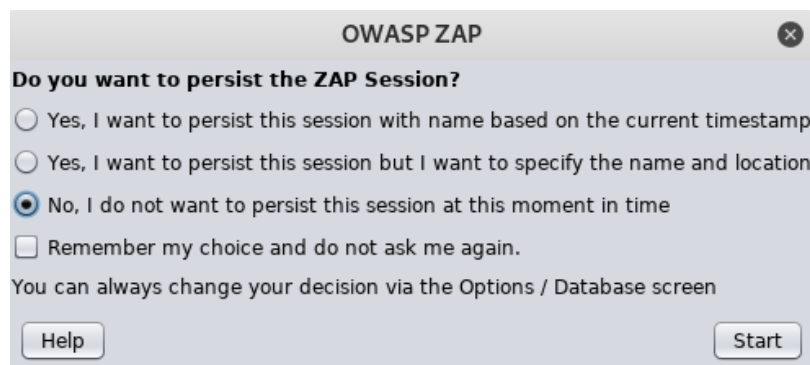 OWASP ZAP
Do you want to persist the ZAP Session?
Yes, I want to persist this session with name based on the current timestamp
Yes, I want to persist this session but I want to specify the name and location
No, I do not want to persist this session at this moment in time
Remember my choice and do not ask me again.
You can always change your decision via the Options / Database screen
Help
Start